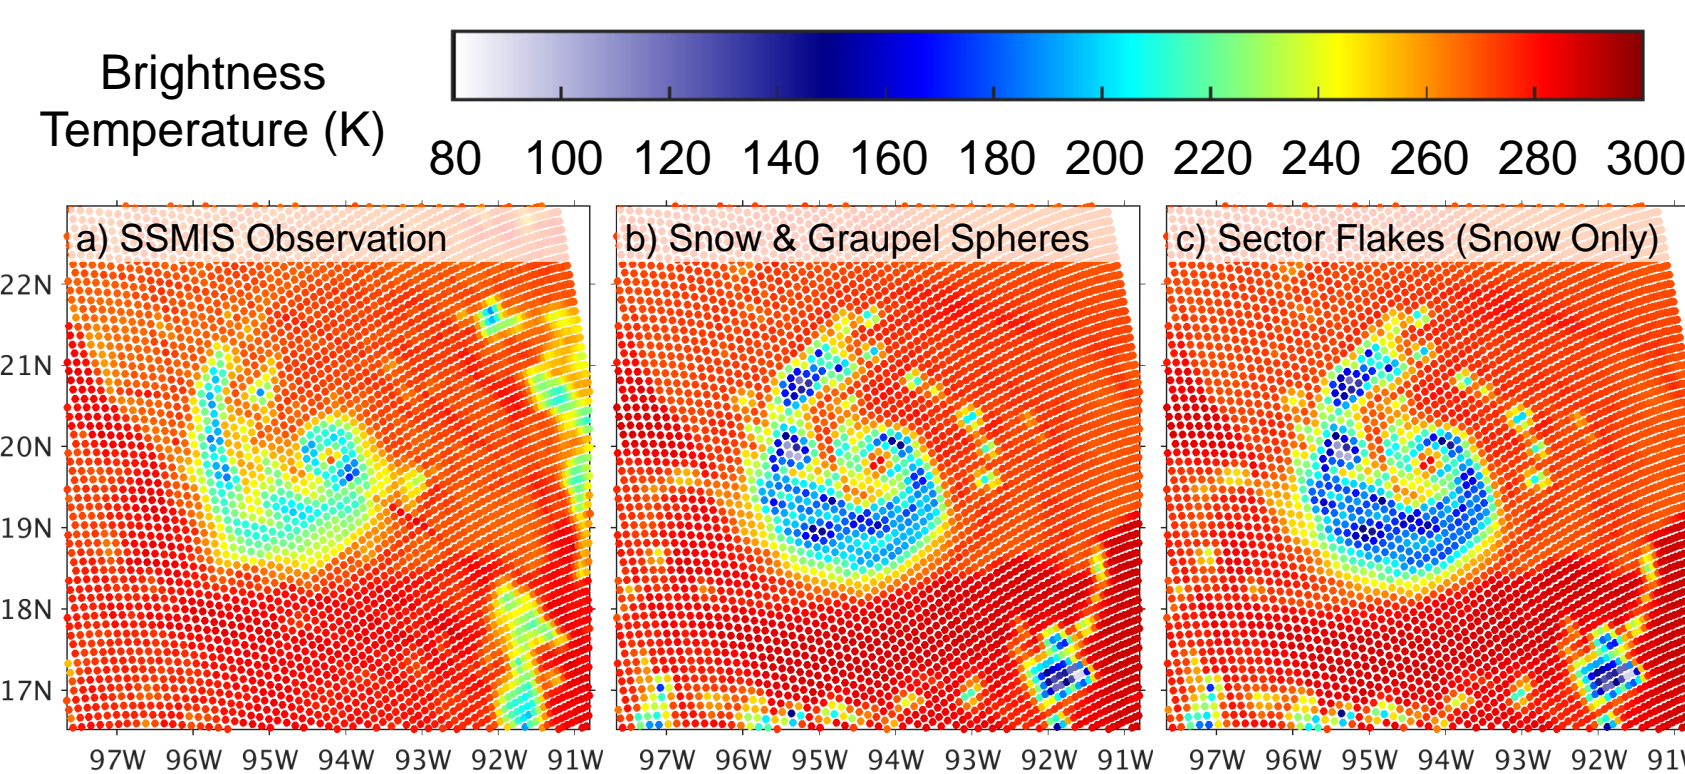 Brightness
Temperature (K)
80 100 120 140 160 180 200 220 240 260 280 300
a) SSMIS Observation
b) Snow & Graupel Spheres
c) Sector Flakes (Snow Only)
22N
21N
20N
19N
18N
17N
97W 96W 95W 94W 93W 92W 91W
97W 96W 95W 94W 93W 92W 91W
97W 96W 95W 94W 93W 92W 91W